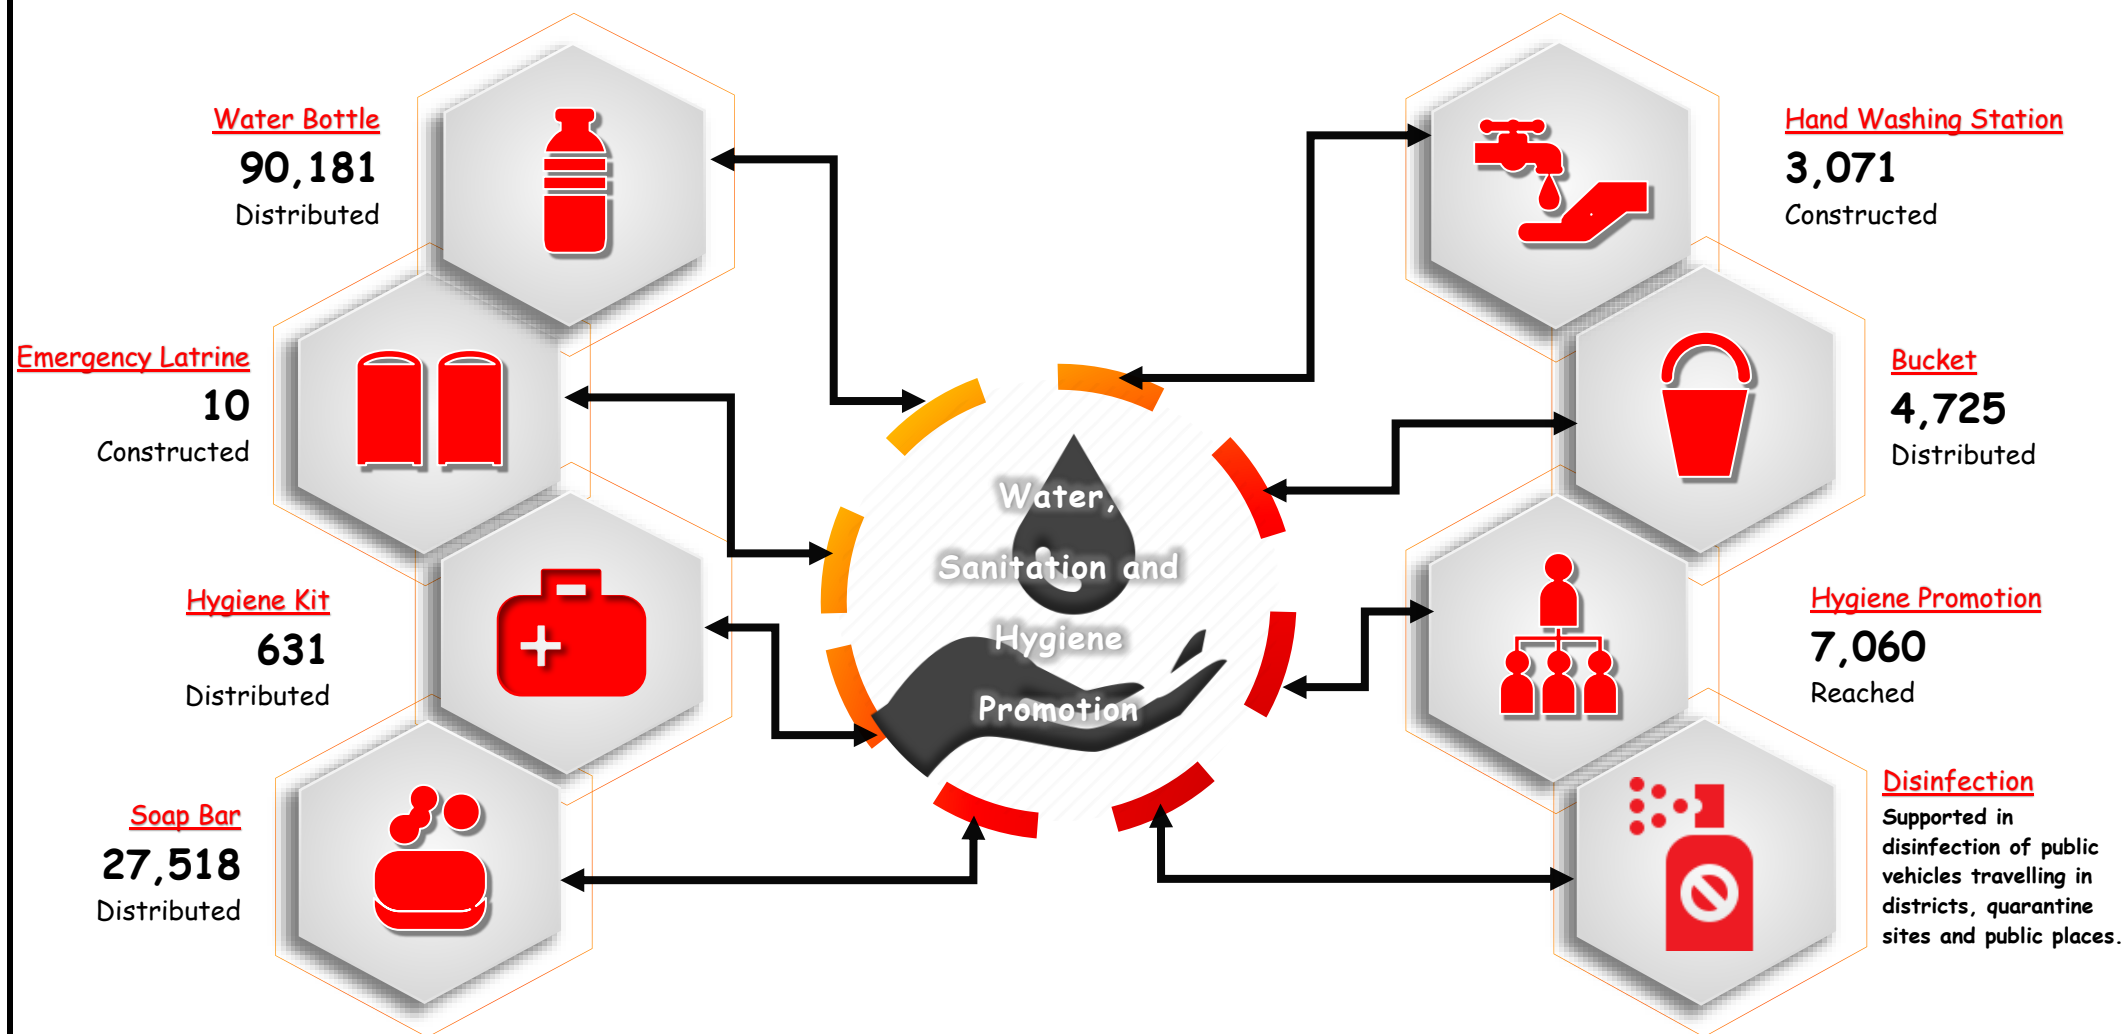 Water Bottle
90,181
Distributed
Emergency Latrine
10
Constructed
Hygiene Kit
631
Distributed
Soap Bar
27,518
Distributed
Water,
Sanitation and
Hygiene
Promotion
Hand Washing Station
3,071
Constructed
Bucket
4,725
Distributed
Hygiene Promotion
7,060
Reached
Disinfection
Supported in
disinfection of public
vehicles travelling in
districts, quarantine
sites and public places.